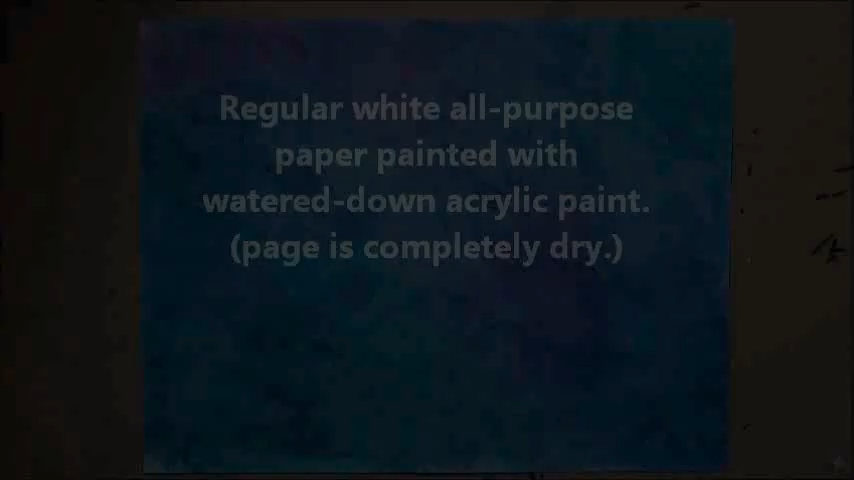 Regular white all-purpose
paper painted with
watered-down acrylic paint.
(page is completely dry.)